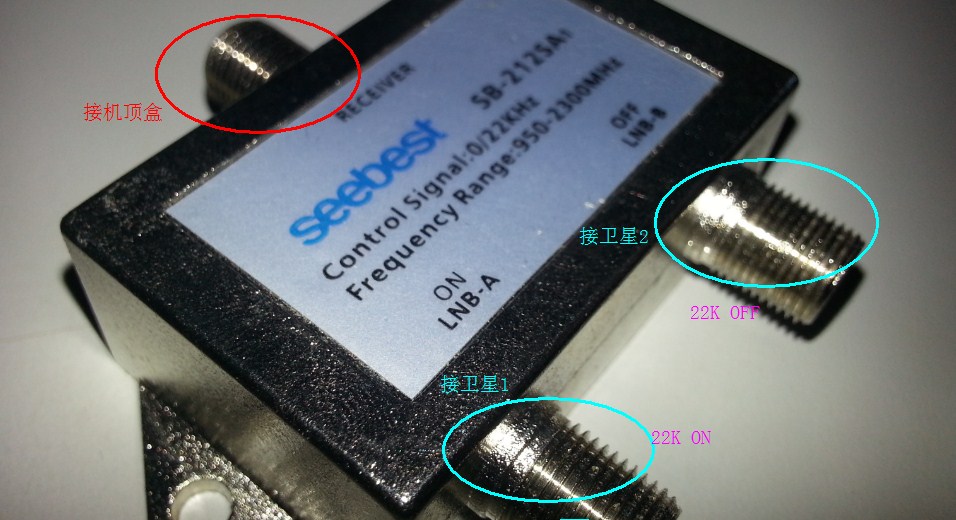 接机顶盒
RECEIVER
SB-212SA1
seebest
Control Signal:0/22KHz
Frequency Range:950-2300MHz
OFF
LNB-B
ON
LNB-A
接卫星2
22K OFF
接卫星1
22K ON